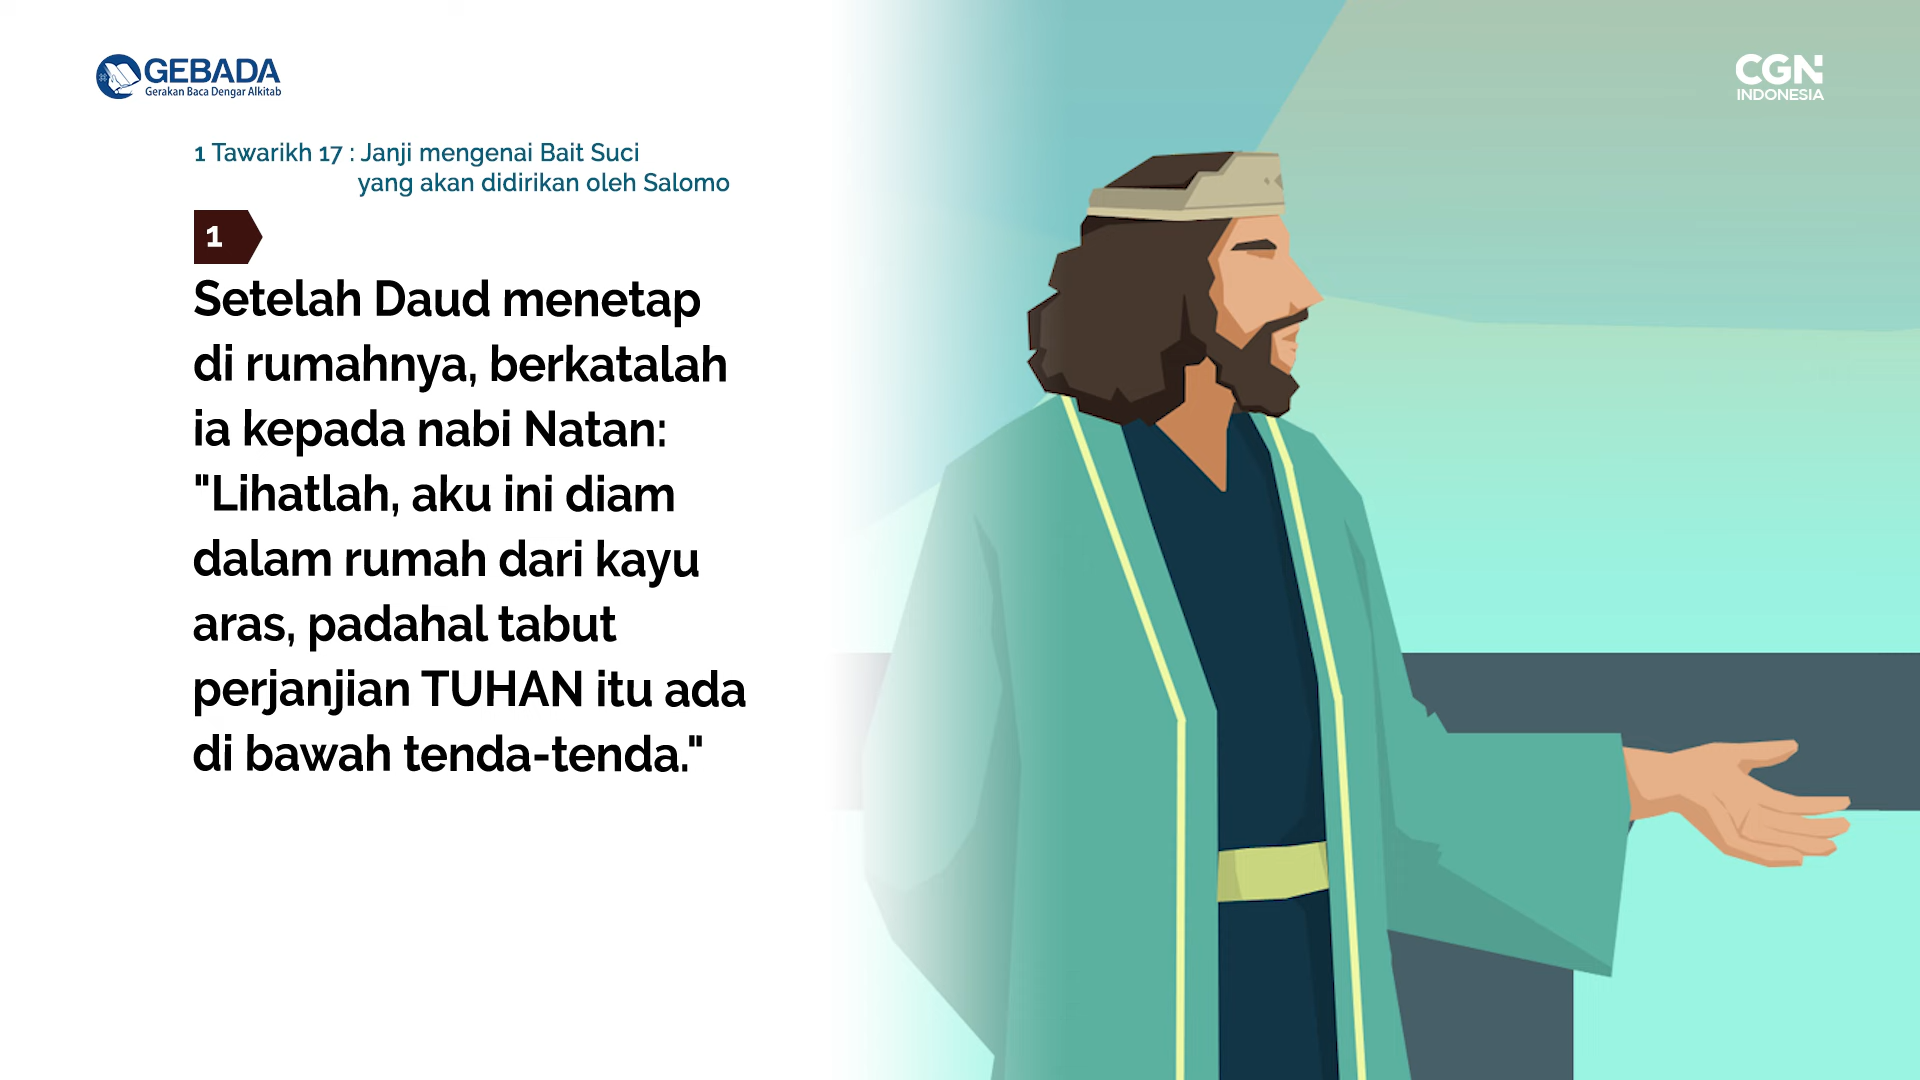 GEBADA
Gerakan Baca Dengar Alkitab
CGN
INDONESIA
1 Tawarikh 17 : Janji mengenai Bait Suci
yang akan didirikan oleh Salomo
1
Setelah Daud menetap
di rumahnya, berkatalah
ia kepada nabi Natan:
"Lihatlah, aku ini diam
dalam rumah dari kayu
aras, padahal tabut
perjanjian TUHAN itu ada
di bawah tenda-tenda."